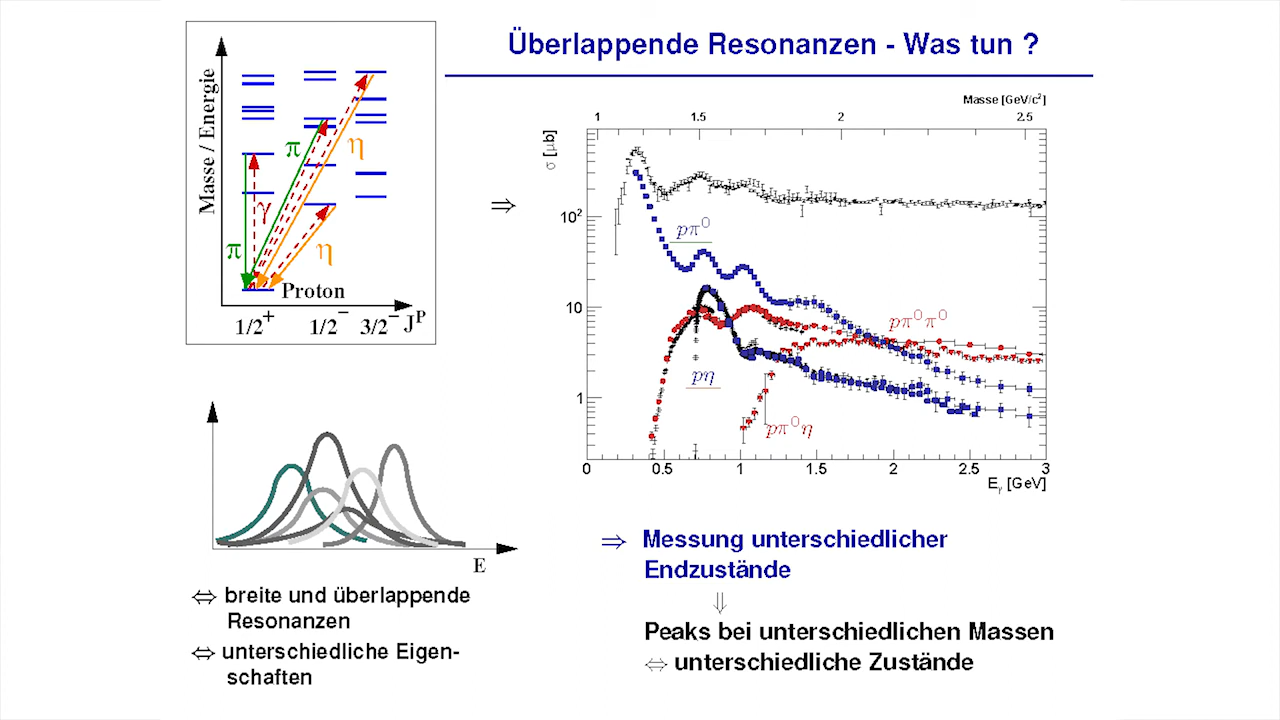 Überlappende Resonanzen - Was tun ?
Masse / Energie
π
η
γ
π
η
Proton
1/2⁺ 1/2⁻ 3/2⁻ Jᴾ
⇒
Masse [GeV/c²]
1 1.5 2 2.5
σ [μb]
10²
10
1
pπ⁰
pπ⁰π⁰
pη
pπ⁰η
0 0.5 1 1.5 2 2.5 3
E_γ [GeV]
E
⇔ breite und überlappende
Resonanzen
⇔ unterschiedliche Eigen-
schaften
⇒ Messung unterschiedlicher
Endzustände
⇓
Peaks bei unterschiedlichen Massen
⇔ unterschiedliche Zustände